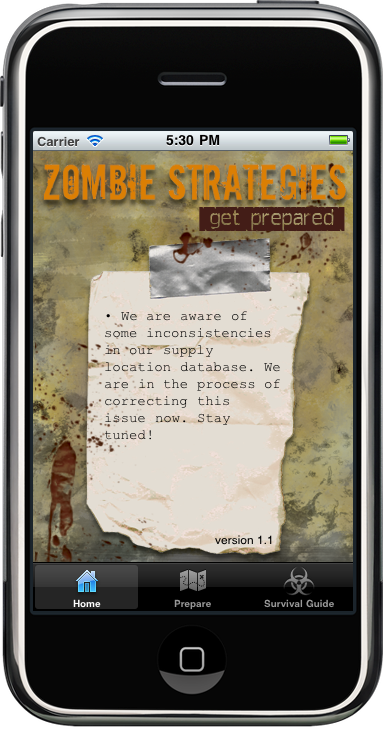 Carrier 5:30 PM
ZOMBIE STRATEGIES
get prepared
• We are aware of
some inconsistencies
in our supply
location database. We
are in the process of
correcting this
issue now. Stay
tuned!
version 1.1
Home Prepare Survival Guide